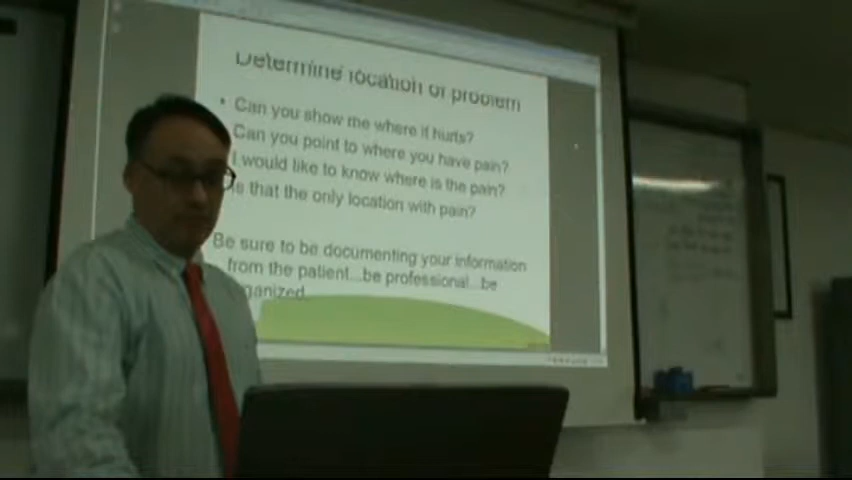 Determine location of problem
• Can you show me where it hurts?
Can you point to where you have pain?
I would like to know where is the pain?
Is that the only location with pain?
Be sure to be documenting your information
from the patient...be professional...be